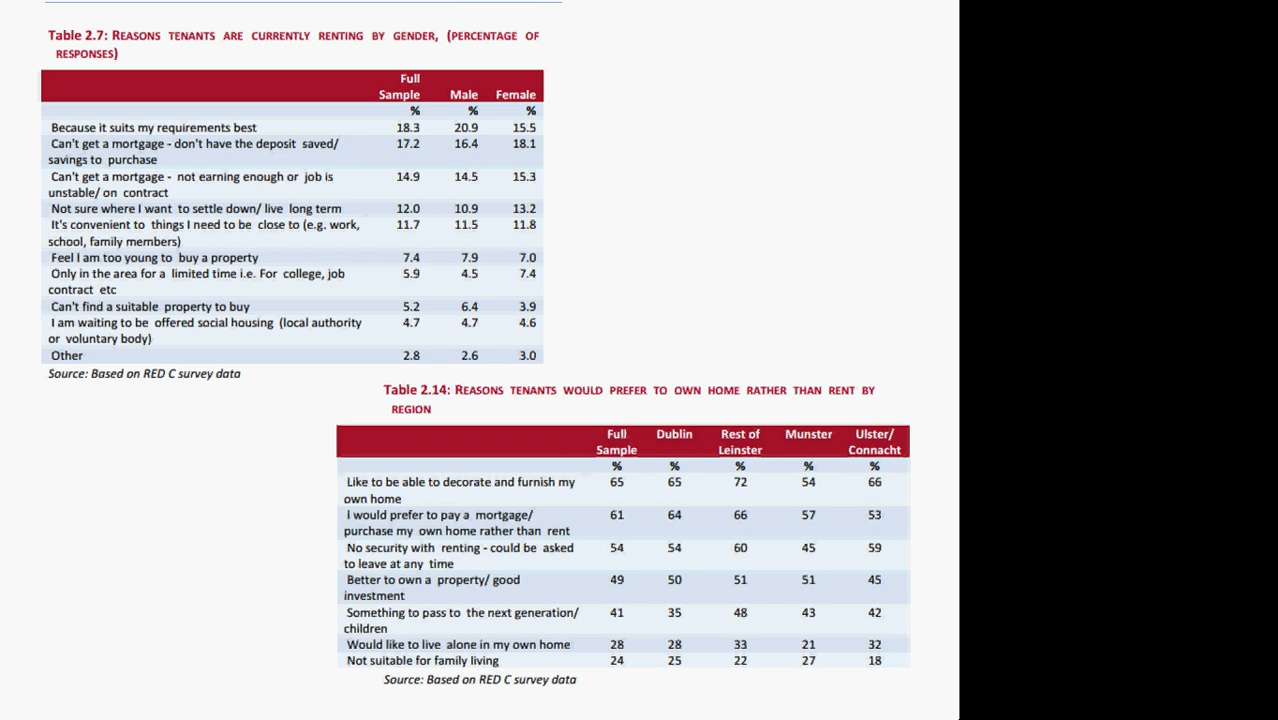 Table 2.7: REASONS TENANTS ARE CURRENTLY RENTING BY GENDER, (PERCENTAGE OF
RESPONSES)
Full
Sample Male Female
% % %
Because it suits my requirements best 18.3 20.9 15.5
Can't get a mortgage - don't have the deposit saved/ 17.2 16.4 18.1
savings to purchase
Can't get a mortgage - not earning enough or job is 14.9 14.5 15.3
unstable/ on contract
Not sure where I want to settle down/ live long term 12.0 10.9 13.2
It's convenient to things I need to be close to (e.g. work, 11.7 11.5 11.8
school, family members)
Feel I am too young to buy a property 7.4 7.9 7.0
Only in the area for a limited time i.e. For college, job 5.9 4.5 7.4
contract etc
Can't find a suitable property to buy 5.2 6.4 3.9
I am waiting to be offered social housing (local authority 4.7 4.7 4.6
or voluntary body)
Other 2.8 2.6 3.0
Source: Based on RED C survey data
Table 2.14: REASONS TENANTS WOULD PREFER TO OWN HOME RATHER THAN RENT BY
REGION
Full Dublin Rest of Munster Ulster/
Sample Leinster Connacht
% % % % %
Like to be able to decorate and furnish my 65 65 72 54 66
own home
I would prefer to pay a mortgage/ 61 64 66 57 53
purchase my own home rather than rent
No security with renting - could be asked 54 54 60 45 59
to leave at any time
Better to own a property/ good 49 50 51 51 45
investment
Something to pass to the next generation/ 41 35 48 43 42
children
Would like to live alone in my own home 28 28 33 21 32
Not suitable for family living 24 25 22 27 18
Source: Based on RED C survey data